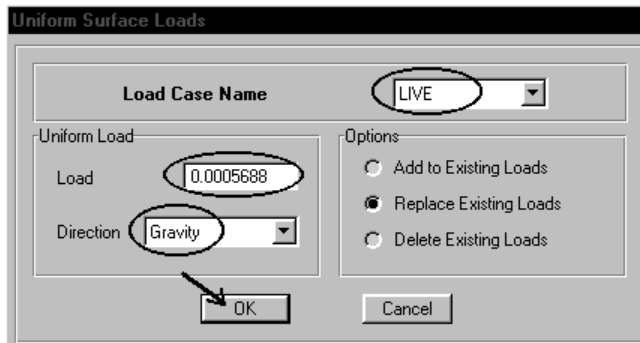 Uniform Surface Loads
Load Case Name LIVE
Uniform Load
Load 0.0005688
Direction Gravity
Options
Add to Existing Loads
Replace Existing Loads
Delete Existing Loads
OK Cancel